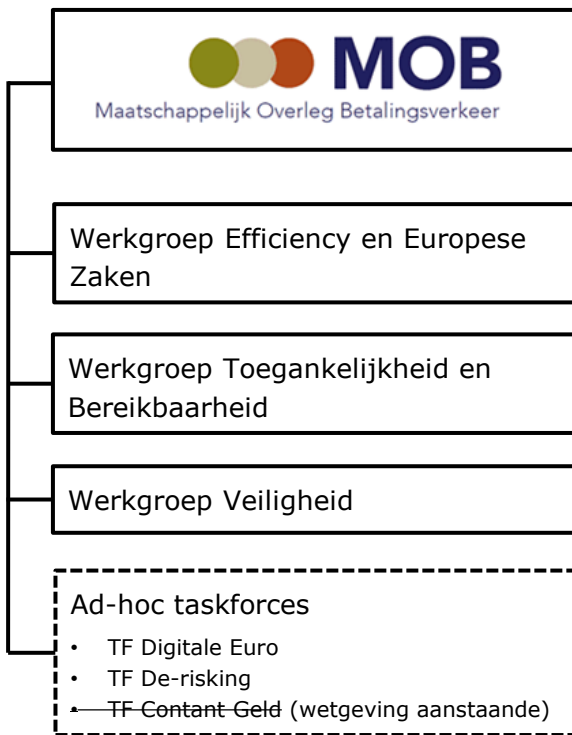 MOB
Maatschappelijk Overleg Betalingsverkeer
Werkgroep Efficiency en Europese
Zaken
Werkgroep Toegankelijkheid en
Bereikbaarheid
Werkgroep Veiligheid
Ad-hoc taskforces
• TF Digitale Euro
• TF De-risking
• TF Contant Geld (wetgeving aanstaande)